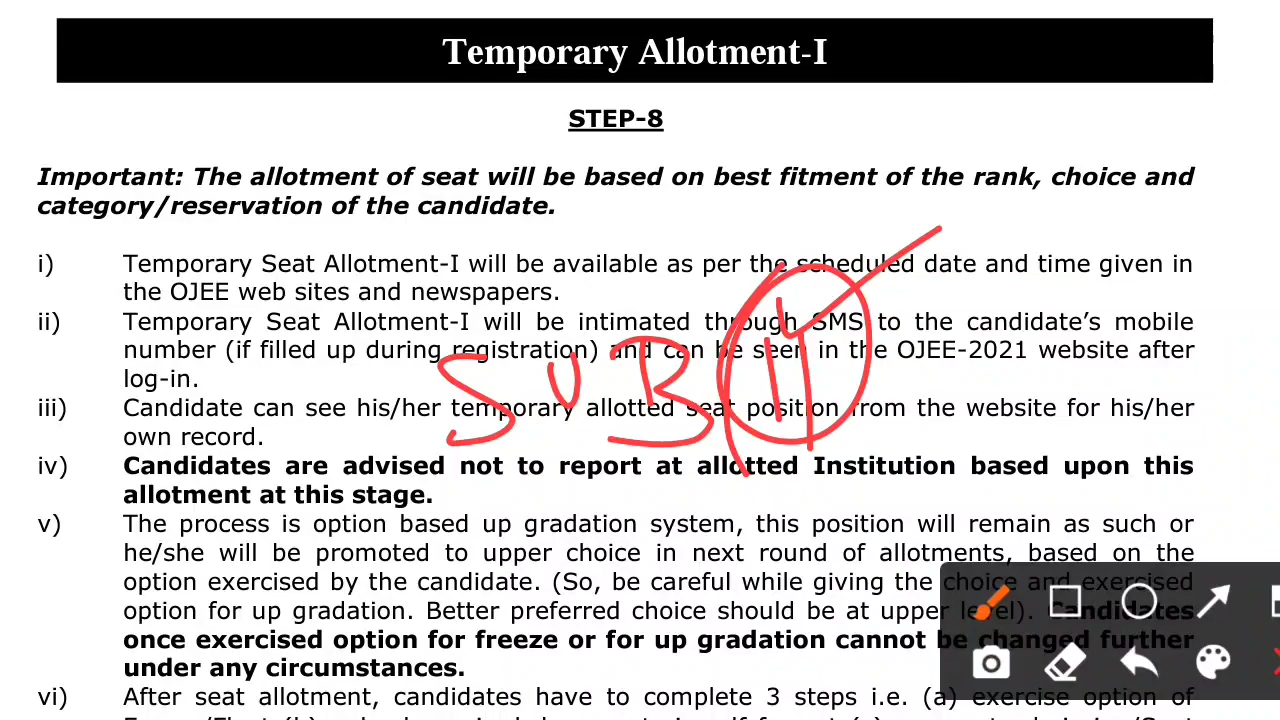 Temporary Allotment-I
STEP-8
Important: The allotment of seat will be based on best fitment of the rank, choice and
category/reservation of the candidate.
i) Temporary Seat Allotment-I will be available as per the scheduled date and time given in
the OJEE web sites and newspapers.
ii) Temporary Seat Allotment-I will be intimated through SMS to the candidate's mobile
number (if filled up during registration) and can be seen in the OJEE-2021 website after
log-in.
iii) Candidate can see his/her temporary allotted seat position from the website for his/her
own record.
SUB
iv) Candidates are advised not to report at allotted Institution based upon this
allotment at this stage.
v) The process is option based up gradation system, this position will remain as such or
he/she will be promoted to upper choice in next round of allotments, based on the
option exercised by the candidate. (So, be careful while giving the choice and exercised
option for up gradation. Better preferred choice should be at upper level). Candidates
once exercised option for freeze or for up gradation cannot be changed further
under any circumstances.
vi) After seat allotment, candidates have to complete 3 steps i.e. (a) exercise option of